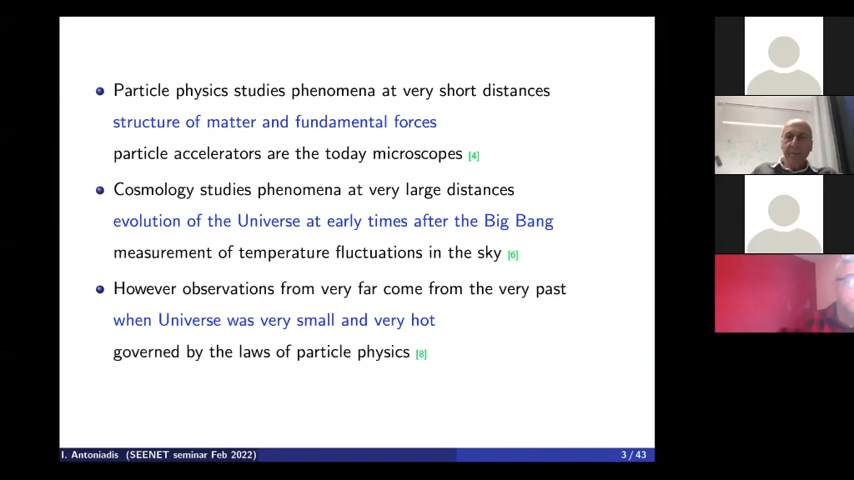 Particle physics studies phenomena at very short distances
structure of matter and fundamental forces
particle accelerators are the today microscopes [4]
Cosmology studies phenomena at very large distances
evolution of the Universe at early times after the Big Bang
measurement of temperature fluctuations in the sky [6]
However observations from very far come from the very past
when Universe was very small and very hot
governed by the laws of particle physics [8]
I. Antoniadis (SEENET seminar Feb 2022) 3 / 43